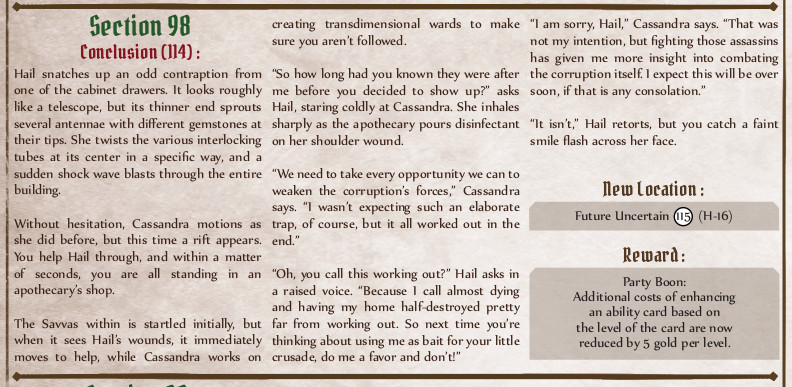 Section 98
Conclusion (114) :
Hail snatches up an odd contraption from
one of the cabinet drawers. It looks roughly
like a telescope, but its thinner end sprouts
several antennae with different gemstones at
their tips. She twists the various interlocking
tubes at its center in a specific way, and a
sudden shock wave blasts through the entire
building.
Without hesitation, Cassandra motions as
she did before, but this time a rift appears.
You help Hail through, and within a matter
of seconds, you are all standing in an
apothecary’s shop.
The Savvas within is startled initially, but
when it sees Hail’s wounds, it immediately
moves to help, while Cassandra works on
creating transdimensional wards to make
sure you aren’t followed.
“So how long had you known they were after
me before you decided to show up?” asks
Hail, staring coldly at Cassandra. She inhales
sharply as the apothecary pours disinfectant
on her shoulder wound.
“We need to take every opportunity we can to
weaken the corruption’s forces,” Cassandra
says. “I wasn’t expecting such an elaborate
trap, of course, but it all worked out in the
end.”
“Oh, you call this working out?” Hail asks in
a raised voice. “Because I call almost dying
and having my home half-destroyed pretty
far from working out. So next time you’re
thinking about using me as bait for your little
crusade, do me a favor and don’t!”
“I am sorry, Hail,” Cassandra says. “That was
not my intention, but fighting those assassins
has given me more insight into combating
the corruption itself. I expect this will be over
soon, if that is any consolation.”
“It isn’t,” Hail retorts, but you catch a faint
smile flash across her face.
New Location :
Future Uncertain 115 (H-16)
Reward :
Party Boon:
Additional costs of enhancing
an ability card based on
the level of the card are now
reduced by 5 gold per level.